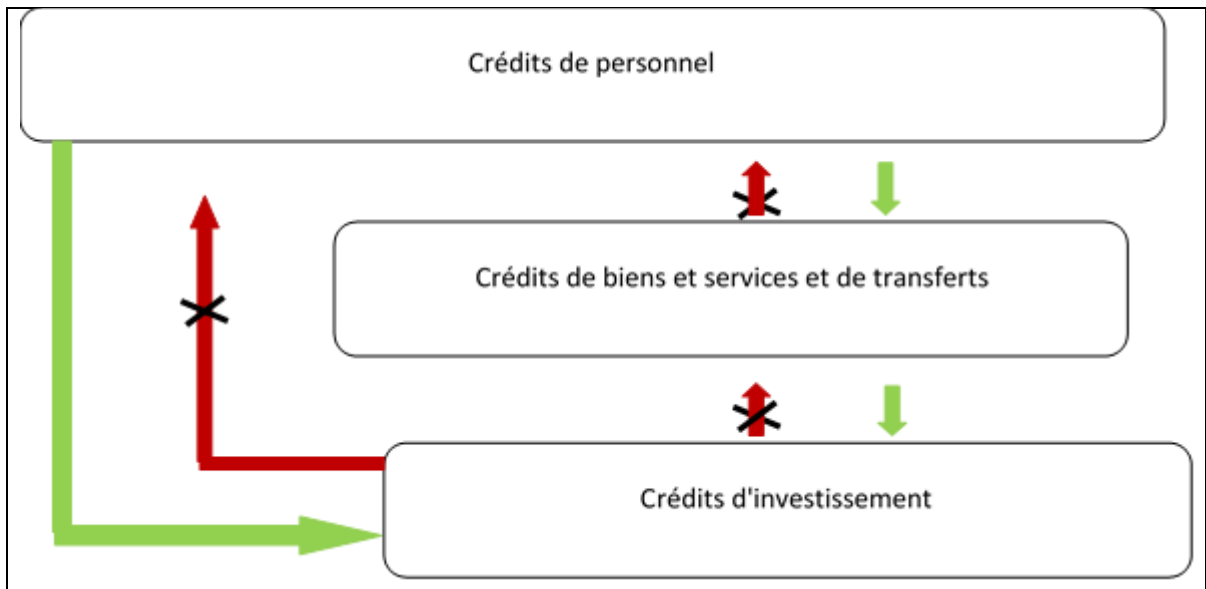 Crédits de personnel
Crédits de biens et services et de transferts
Crédits d'investissement